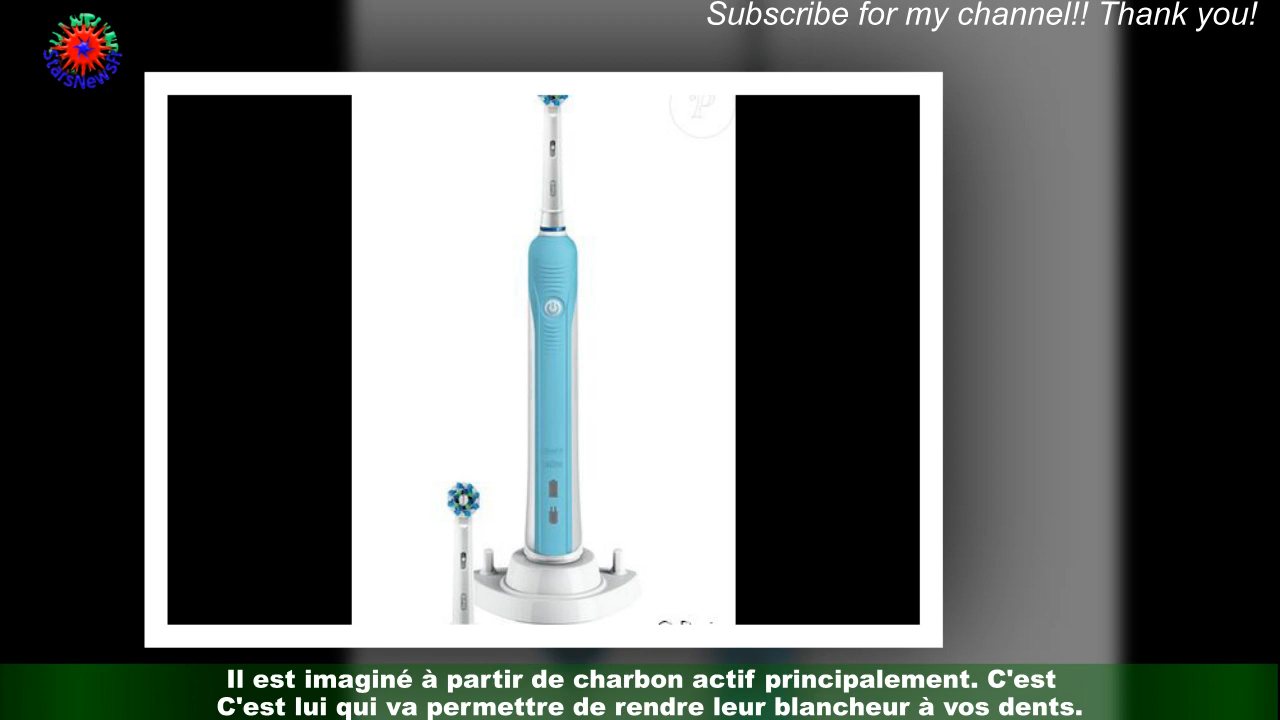 Subscribe for my channel!! Thank you!
StarsNewsFr
P
Il est imaginé à partir de charbon actif principalement. C'est
C'est lui qui va permettre de rendre leur blancheur à vos dents.